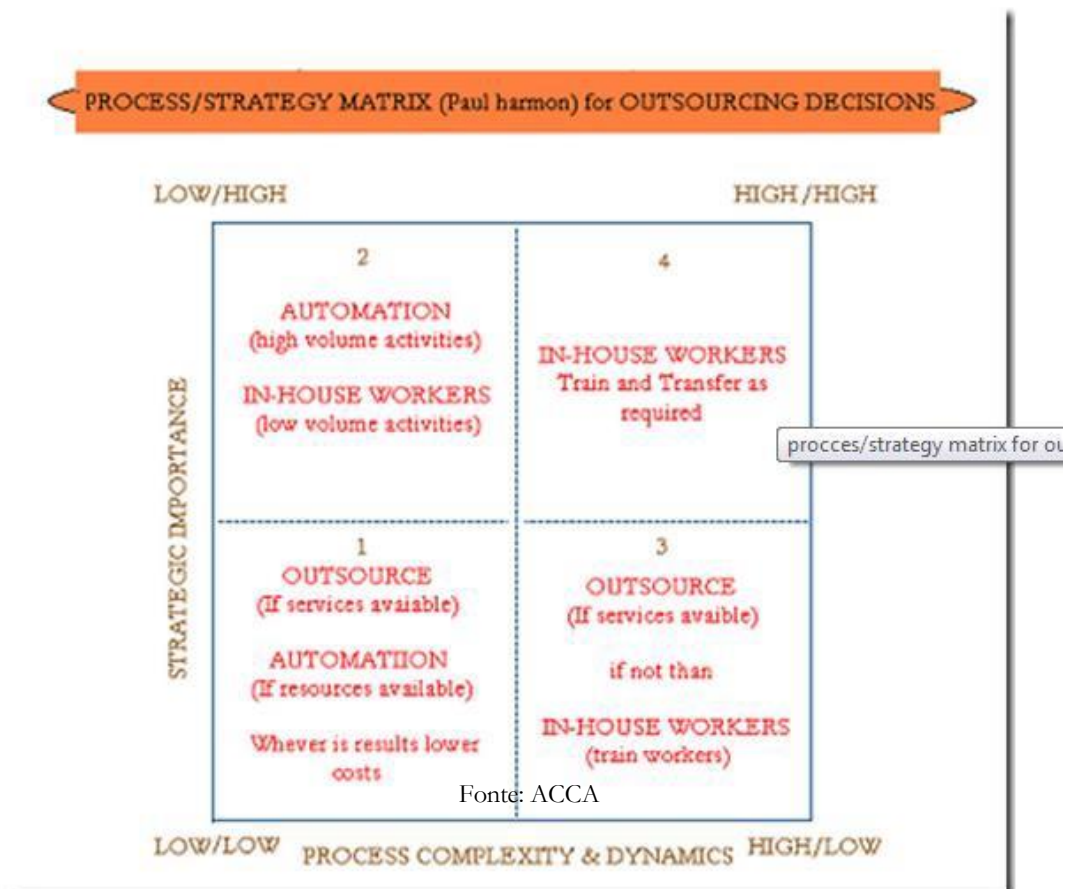 PROCESS/STRATEGY MATRIX (Paul harmon) for OUTSOURCING DECISIONS
LOW/HIGH
HIGH/HIGH
2
AUTOMATION
(high volume activities)
IN-HOUSE WORKERS
(low volume activities)
4
IN-HOUSE WORKERS
Train and Transfer as
required
procces/strategy matrix for ou
STRATEGIC IMPORTANCE
1
OUTSOURCE
(If services avaiable)
AUTOMATIION
(If resources available)
Whever is results lower
costs
3
OUTSOURCE
(If services avaible)
if not than
IN-HOUSE WORKERS
(train workers)
Fonte: ACCA
LOW/LOW
PROCESS COMPLEXITY & DYNAMICS
HIGH/LOW